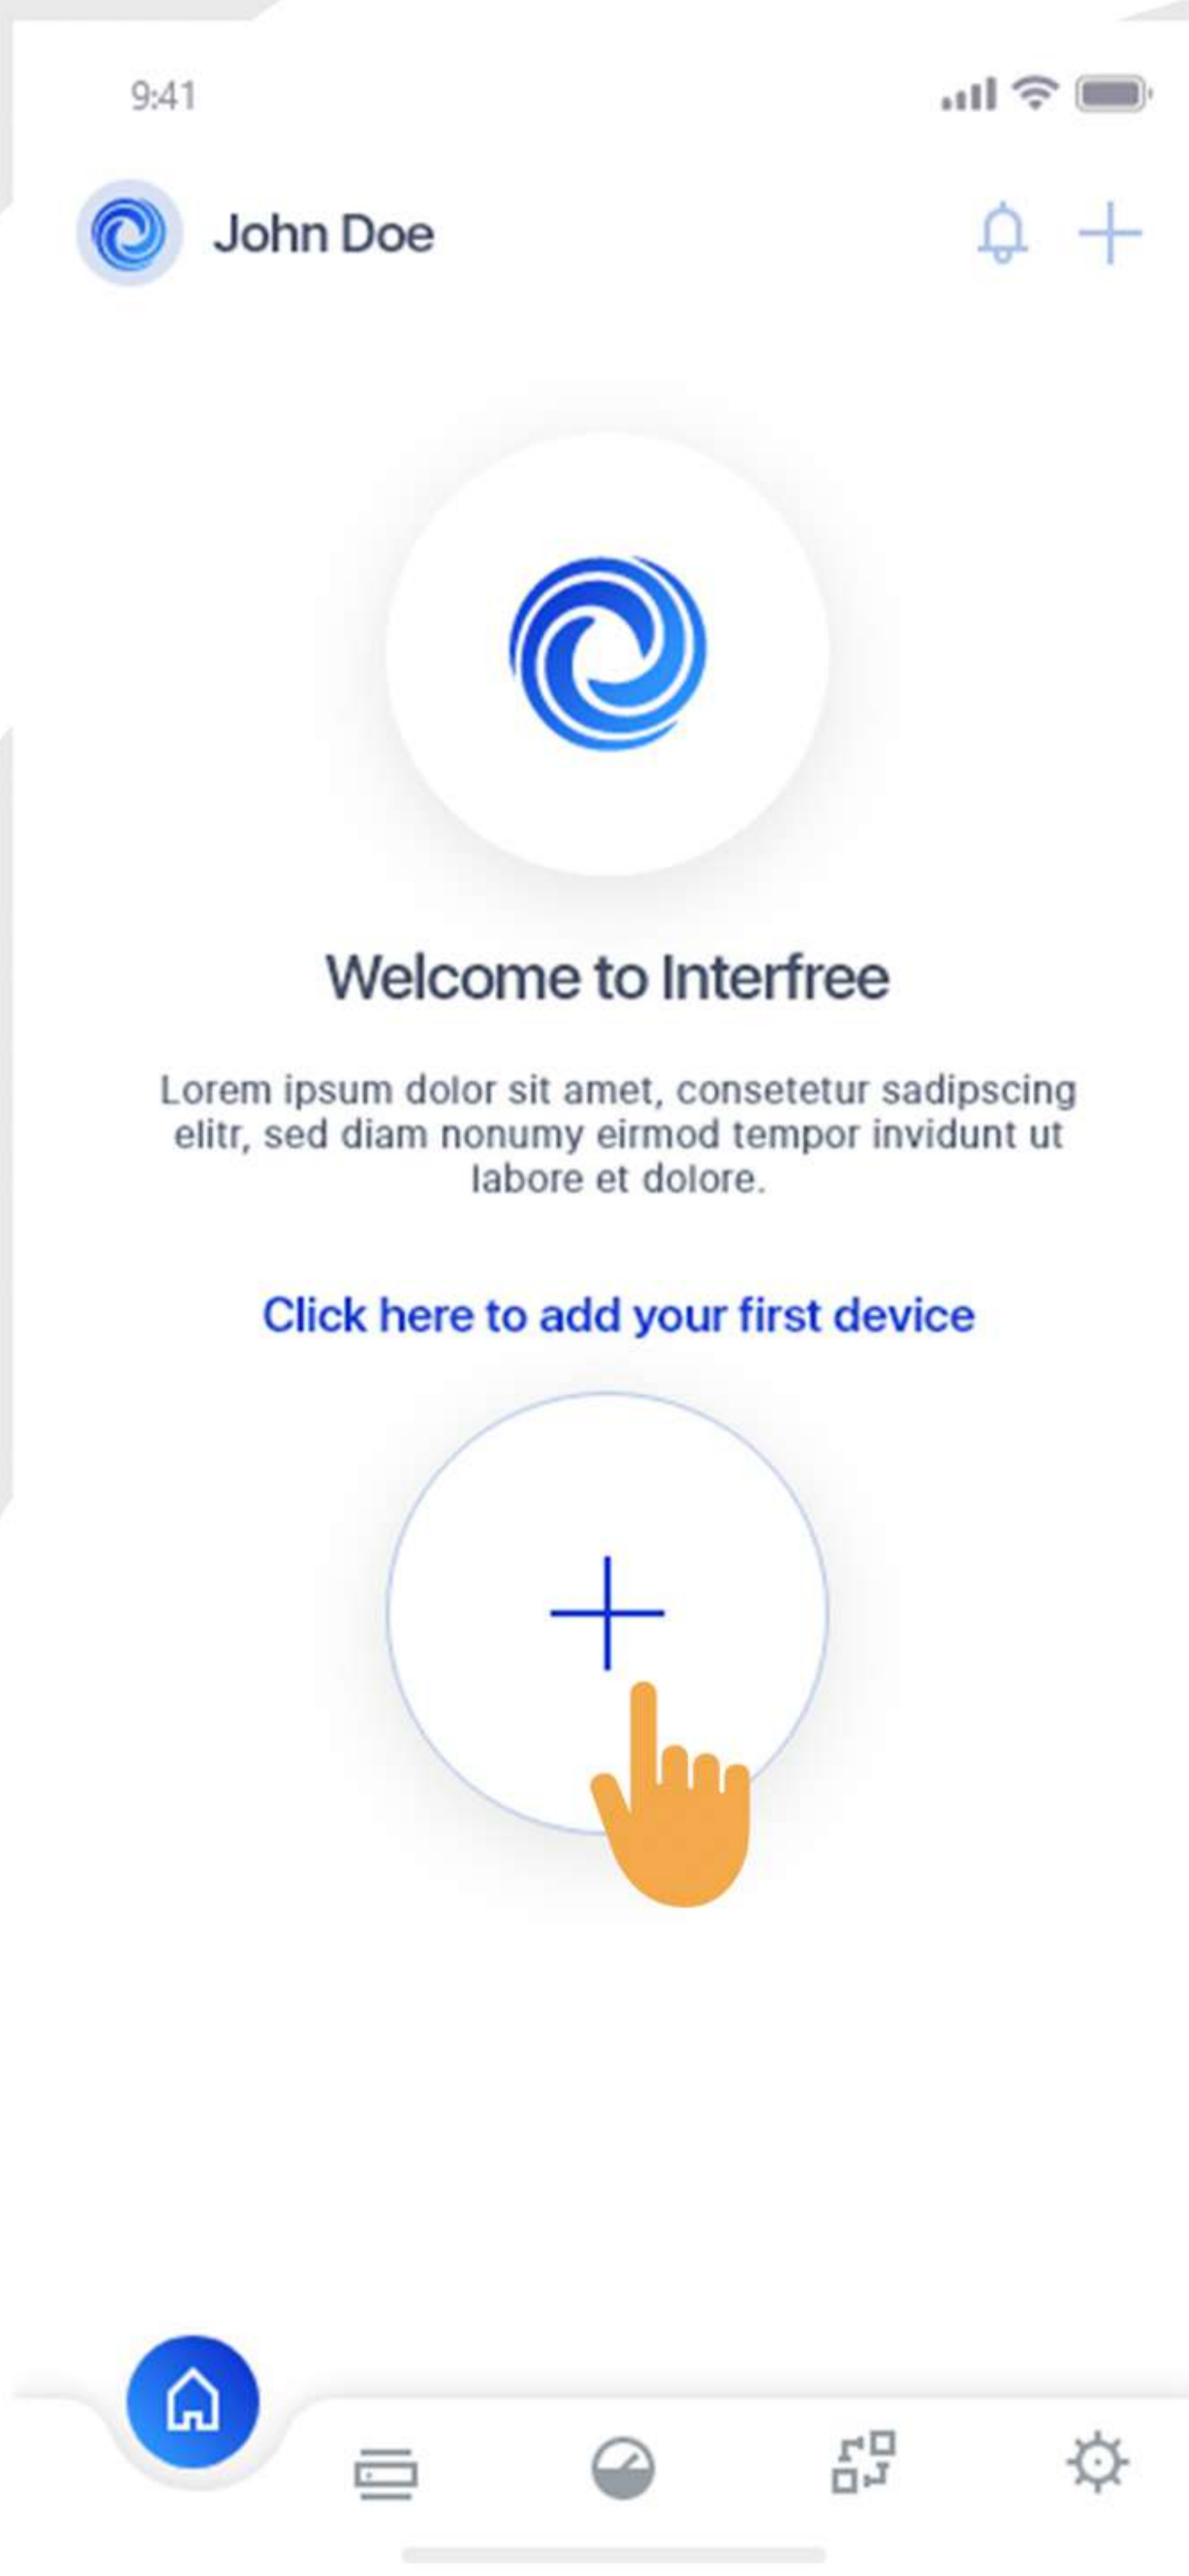 9:41
John Doe
Welcome to Interfree
Lorem ipsum dolor sit amet, consetetur sadipscing
elitr, sed diam nonumy eirmod tempor invidunt ut
labore et dolore.
Click here to add your first device